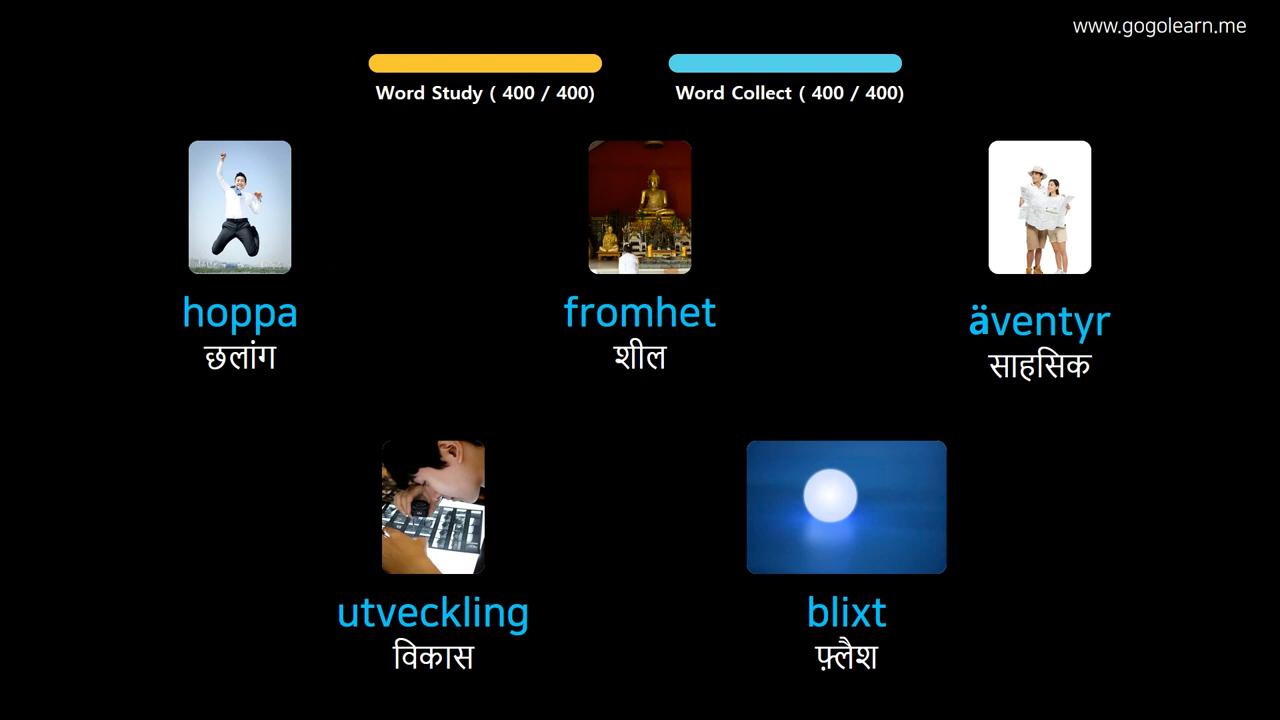 www.gogolearn.me
Word Study ( 400 / 400)
Word Collect ( 400 / 400)
hoppa
छलांग
fromhet
शील
äventyr
साहसिक
utveckling
विकास
blixt
फ़्लैश